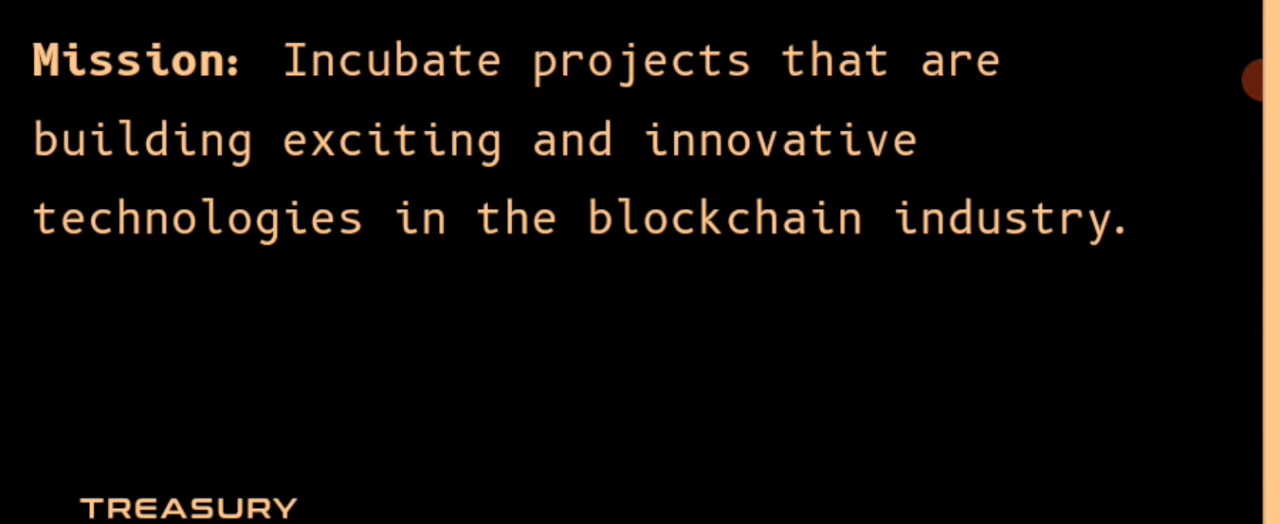 Mission: Incubate projects that are
building exciting and innovative
technologies in the blockchain industry.
TREASURY